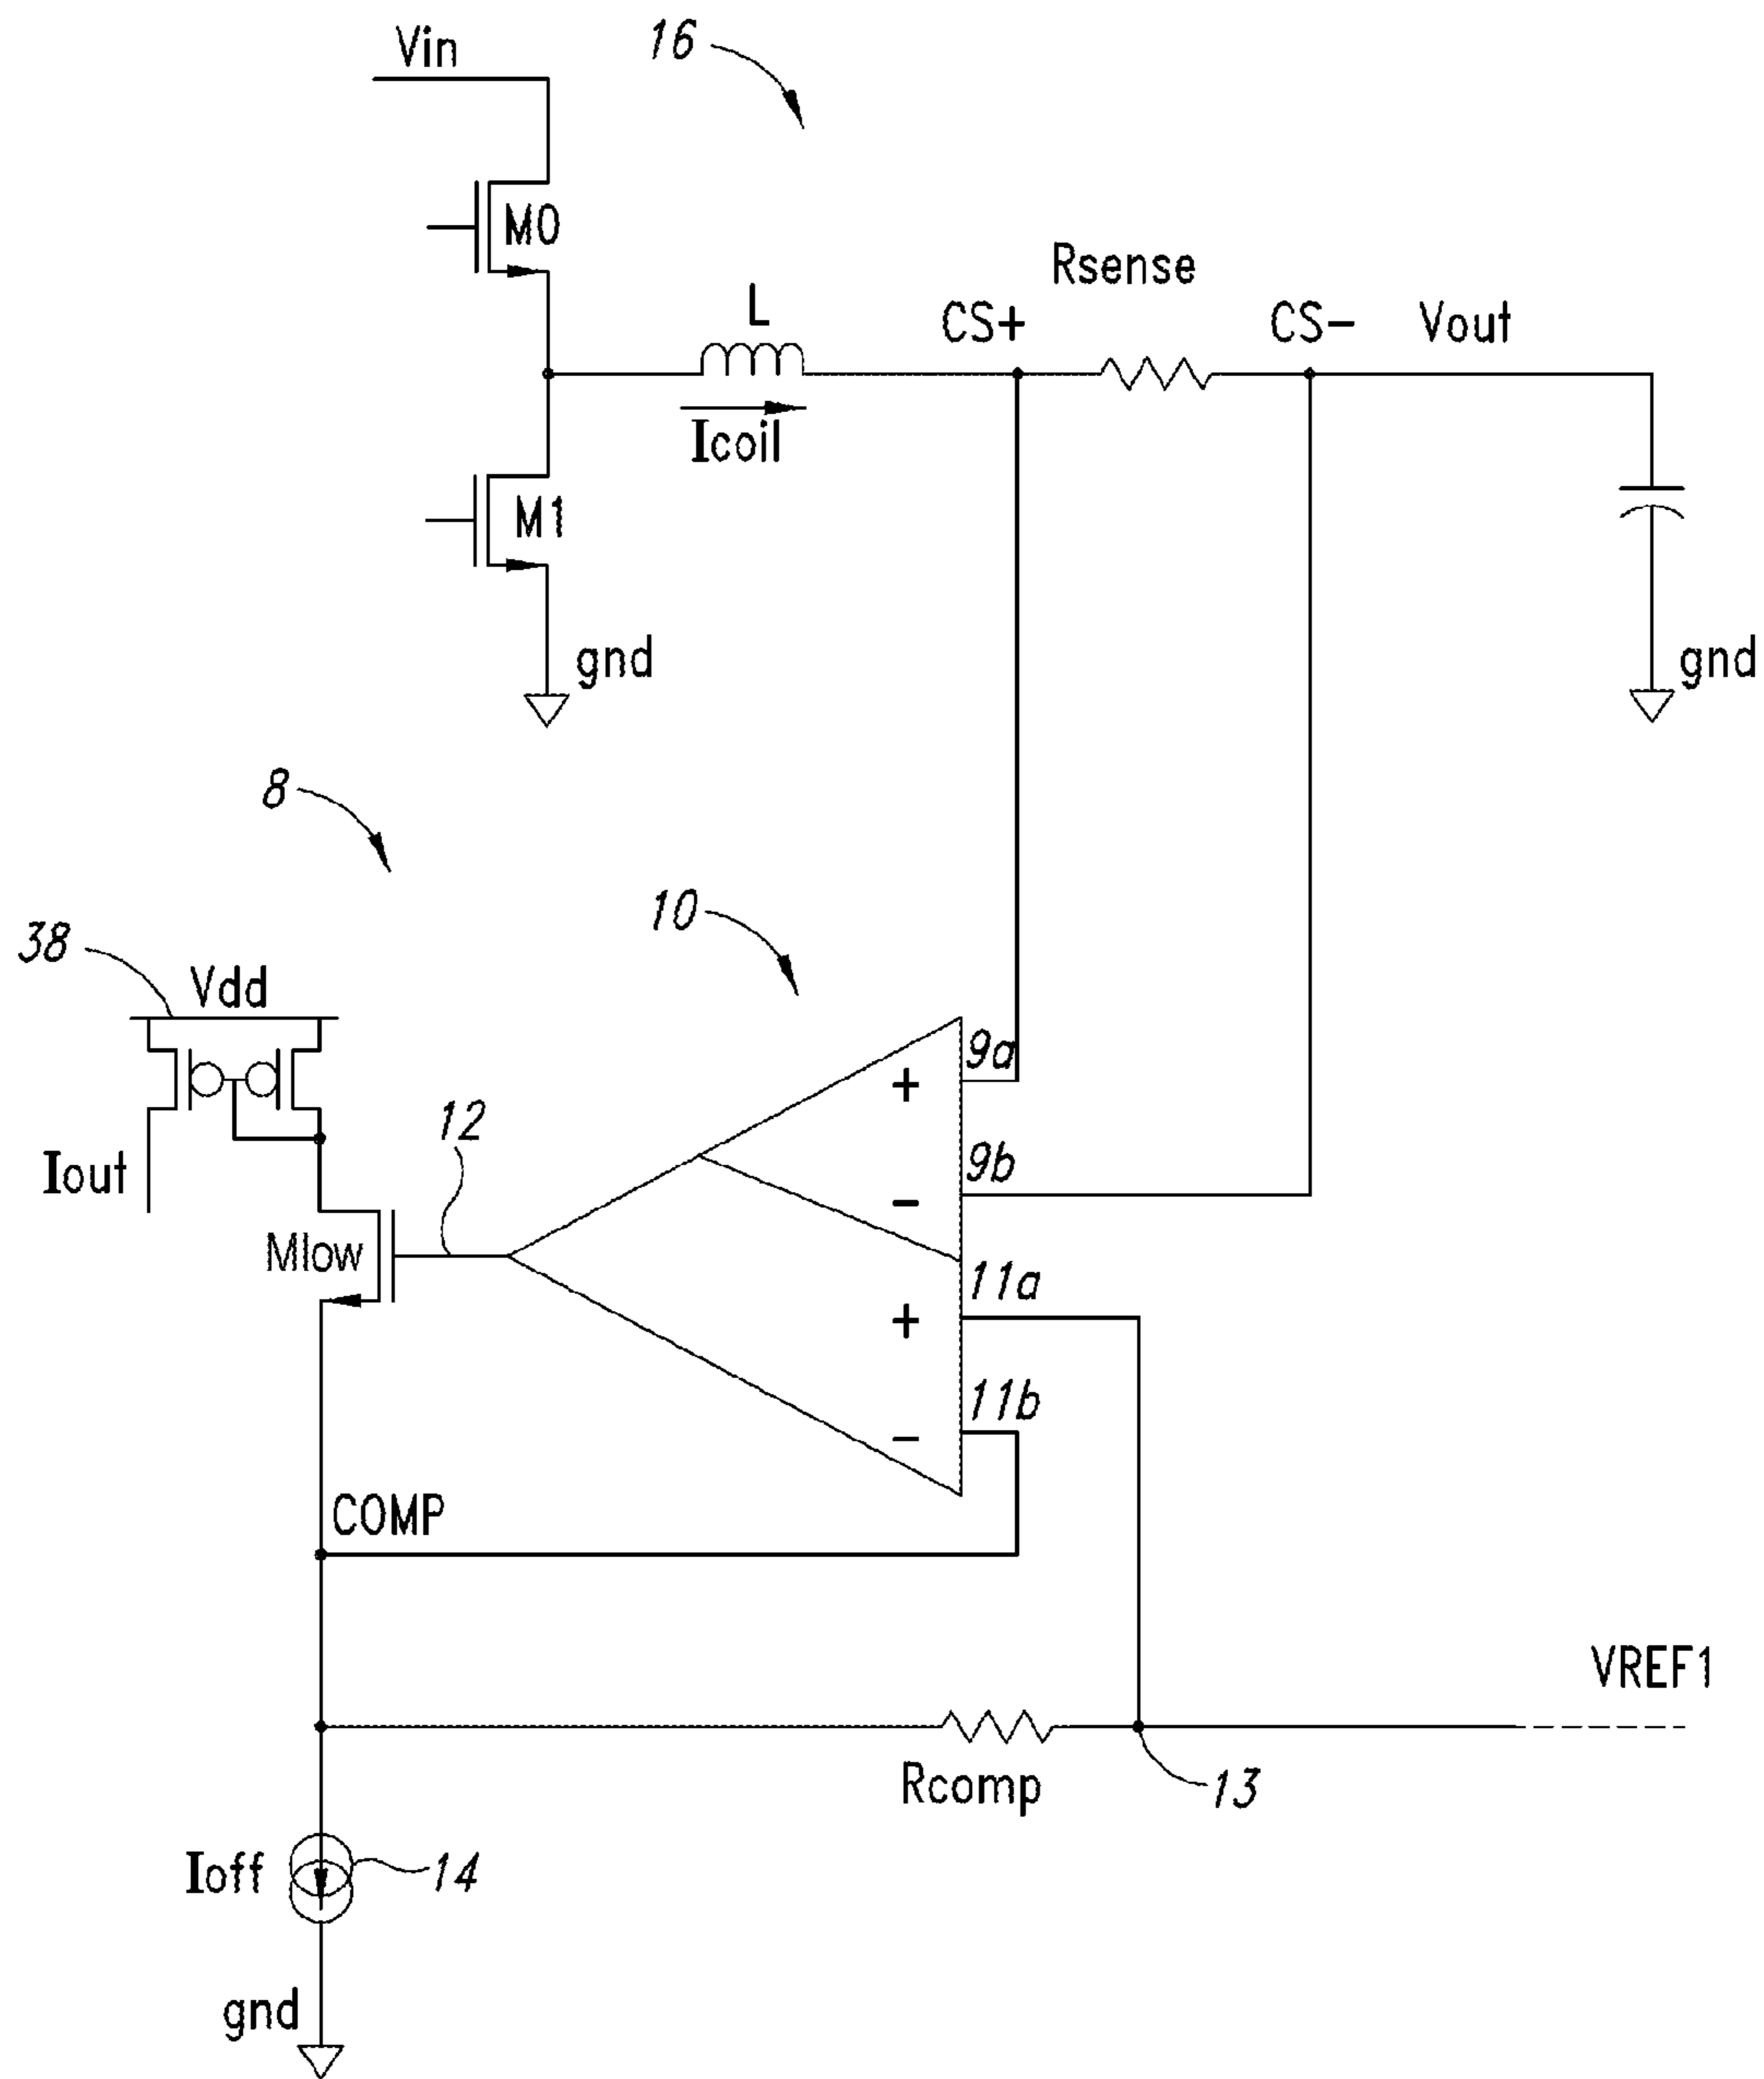 Vin
16
M0
Rsense
L
CS+
CS-
Vout
Icoil
M1
gnd
gnd
8
10
38
Vdd
9a
+
12
9b
Iout
-
Mlow
11a
+
11b
-
COMP
VREF1
Rcomp
13
Ioff
14
gnd